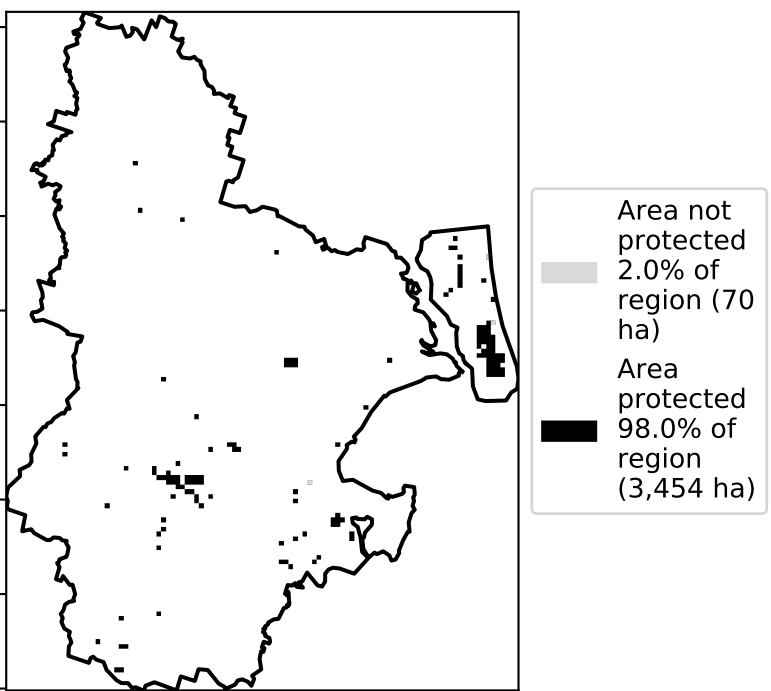 Area not
protected
2.0% of
region (70
ha)
Area
protected
98.0% of
region
(3,454 ha)